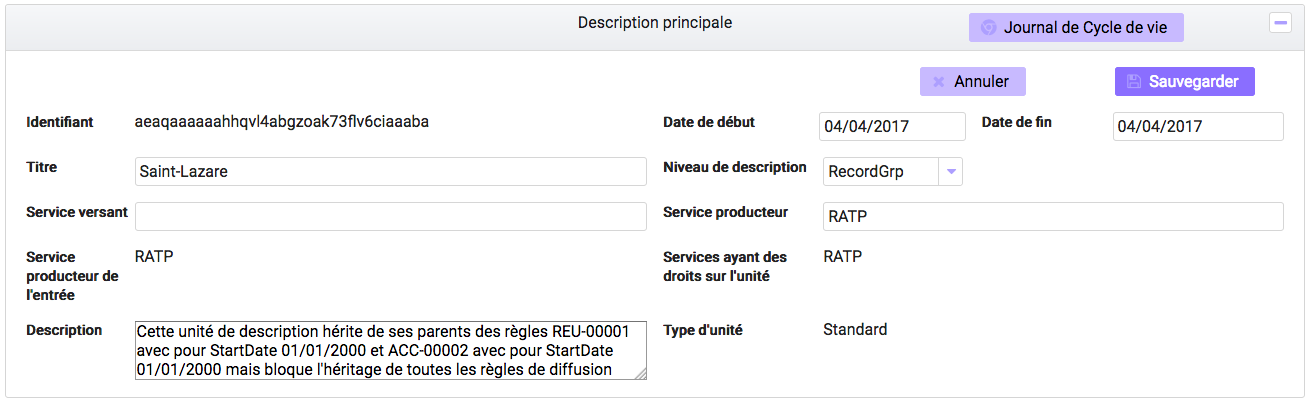 Description principale
Journal de Cycle de vie
Annuler
Sauvegarder
Identifiant aeaqaaaaaahhqvl4abgzoak73flv6ciaaaba
Date de début 04/04/2017 Date de fin 04/04/2017
Titre Saint-Lazare
Niveau de description RecordGrp
Service versant
Service producteur RATP
Service
producteur de
l'entrée
RATP
Services ayant des
droits sur l'unité
RATP
Description
Cette unité de description hérite de ses parents des règles REU-00001
avec pour StartDate 01/01/2000 et ACC-00002 avec pour StartDate
01/01/2000 mais bloque l'héritage de toutes les règles de diffusion
Type d'unité Standard